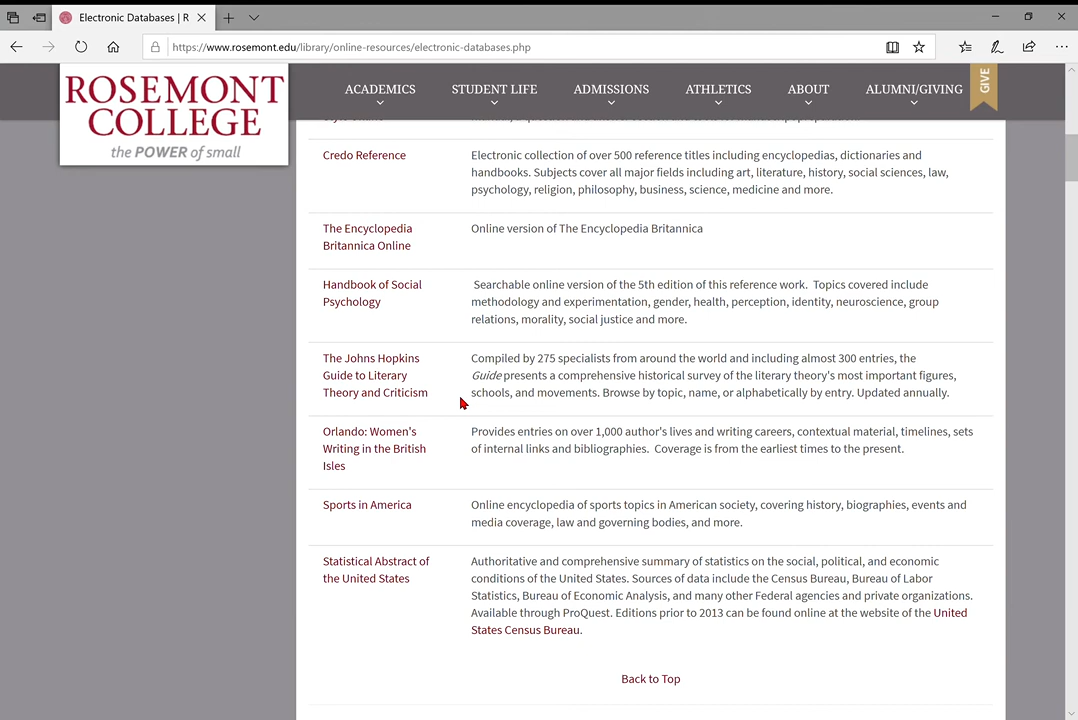 Electronic Databases | R
https://www.rosemont.edu/library/online-resources/electronic-databases.php
ROSEMONT
COLLEGE
the POWER of small
ACADEMICS
STUDENT LIFE
ADMISSIONS
ATHLETICS
ABOUT
ALUMNI/GIVING
GIVE
Credo Reference
Electronic collection of over 500 reference titles including encyclopedias, dictionaries and
handbooks. Subjects cover all major fields including art, literature, history, social sciences, law,
psychology, religion, philosophy, business, science, medicine and more.
The Encyclopedia
Britannica Online
Online version of The Encyclopedia Britannica
Handbook of Social
Psychology
Searchable online version of the 5th edition of this reference work. Topics covered include
methodology and experimentation, gender, health, perception, identity, neuroscience, group
relations, morality, social justice and more.
The Johns Hopkins
Guide to Literary
Theory and Criticism
Compiled by 275 specialists from around the world and including almost 300 entries, the
Guide presents a comprehensive historical survey of the literary theory's most important figures,
schools, and movements. Browse by topic, name, or alphabetically by entry. Updated annually.
Orlando: Women's
Writing in the British
Isles
Provides entries on over 1,000 author's lives and writing careers, contextual material, timelines, sets
of internal links and bibliographies. Coverage is from the earliest times to the present.
Sports in America
Online encyclopedia of sports topics in American society, covering history, biographies, events and
media coverage, law and governing bodies, and more.
Statistical Abstract of
the United States
Authoritative and comprehensive summary of statistics on the social, political, and economic
conditions of the United States. Sources of data include the Census Bureau, Bureau of Labor
Statistics, Bureau of Economic Analysis, and many other Federal agencies and private organizations.
Available through ProQuest. Editions prior to 2013 can be found online at the website of the United
States Census Bureau.
Back to Top